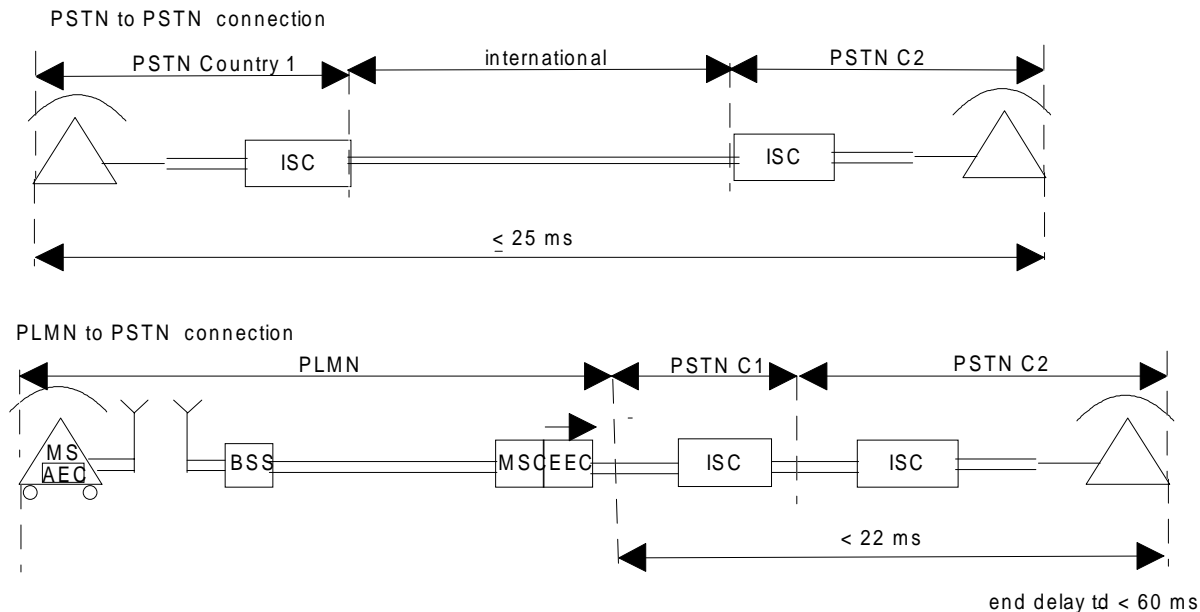 PSTN to PSTN connection
PSTN Country 1
international
PSTN C2
ISC
ISC
≤ 25 ms
PLMN to PSTN connection
PLMN
PSTN C1
PSTN C2
MS
AEC
BSS
MSC
EEC
ISC
ISC
< 22 ms
end delay td < 60 ms